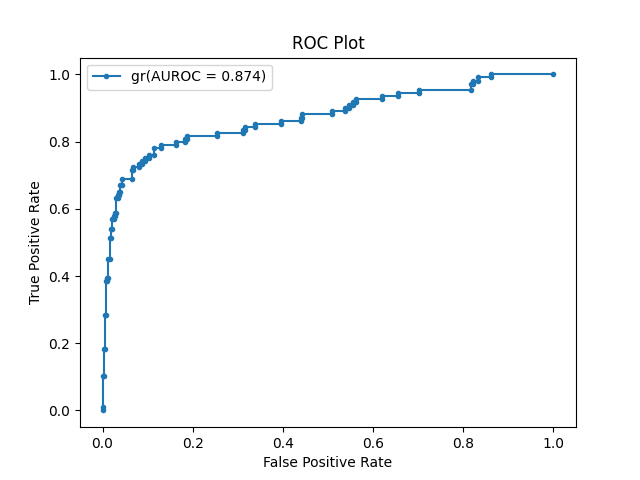 ROC Plot
gr(AUROC = 0.874)
1.0
0.8
0.6
0.4
0.2
0.0
True Positive Rate
0.0 0.2 0.4 0.6 0.8 1.0
False Positive Rate